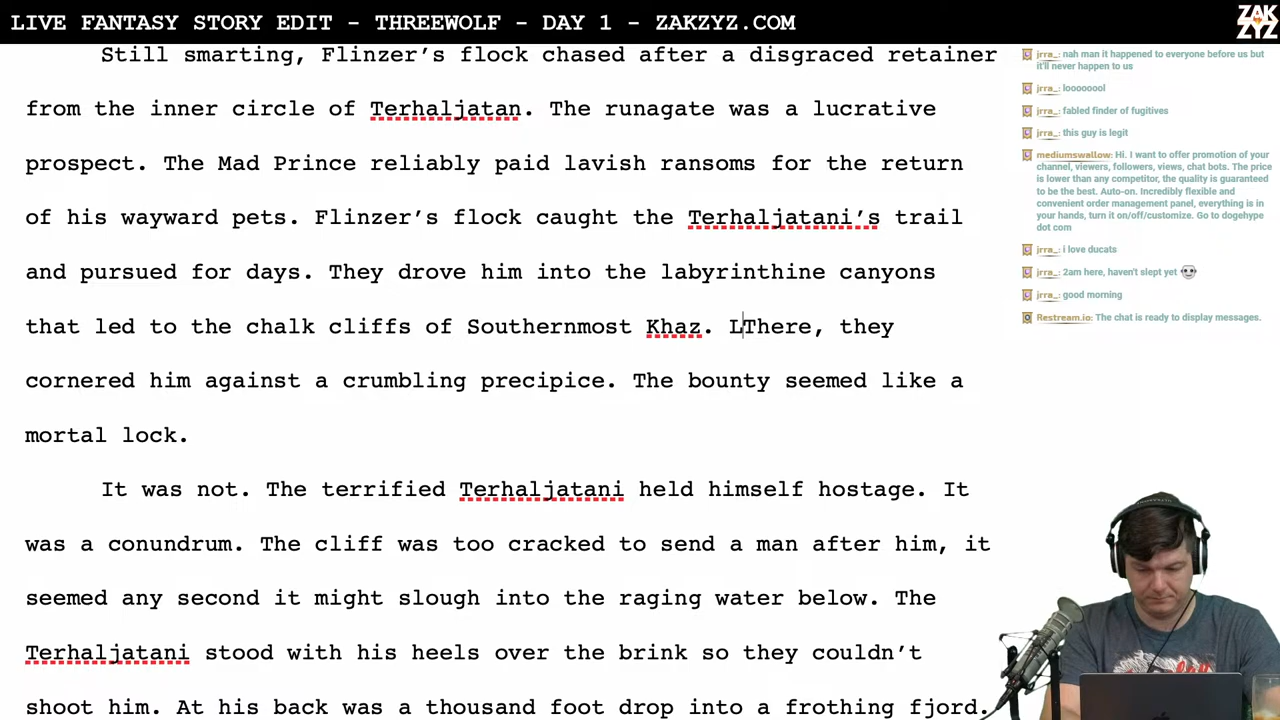 LIVE FANTASY STORY EDIT - THREEWOLF - DAY 1 - ZAKZYZ.COM
ZAK
ZYZ
Still smarting, Flinzer’s flock chased after a disgraced retainer
from the inner circle of Terhaljatan. The runagate was a lucrative
prospect. The Mad Prince reliably paid lavish ransoms for the return
of his wayward pets. Flinzer’s flock caught the Terhaljatani’s trail
and pursued for days. They drove him into the labyrinthine canyons
that led to the chalk cliffs of Southernmost Khaz. LThere, they
cornered him against a crumbling precipice. The bounty seemed like a
mortal lock.
It was not. The terrified Terhaljatani held himself hostage. It
was a conundrum. The cliff was too cracked to send a man after him, it
seemed any second it might slough into the raging water below. The
Terhaljatani stood with his heels over the brink so they couldn’t
shoot him. At his back was a thousand foot drop into a frothing fjord.
jrra_: nah man it happened to everyone before us but
it'll never happen to us
jrra_: looooool
jrra_: fabled finder of fugitives
jrra_: this guy is legit
mediumswallow: Hi. I want to offer promotion of your
channel, viewers, followers, views, chat bots. The price
is lower than any competitor, the quality is guaranteed
to be the best. Auto-on. Incredibly flexible and
convenient order management panel, everything is in
your hands, turn it on/off/customize. Go to dogehype
dot com
jrra_: i love ducats
jrra_: 2am here, haven't slept yet
jrra_: good morning
Restream.io: The chat is ready to display messages.